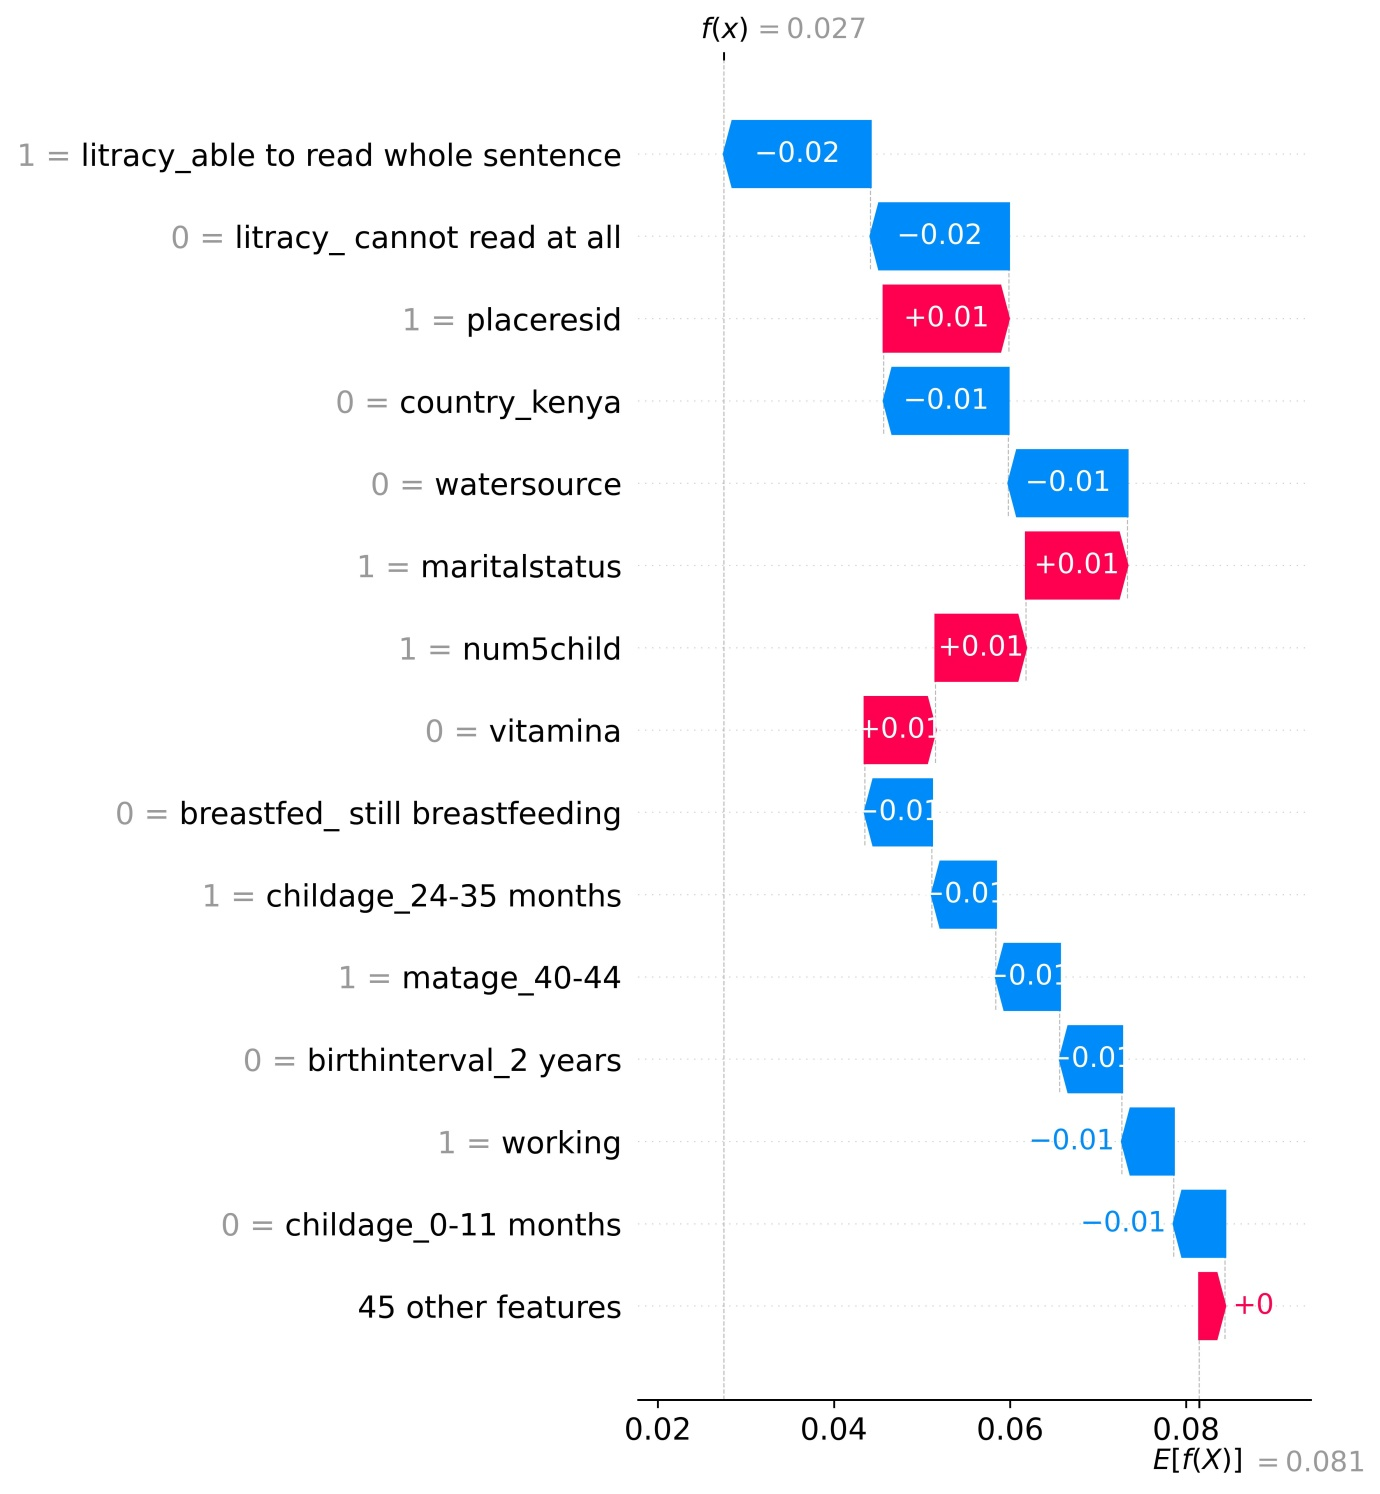 f(x) = 0.027
1 = litracy_able to read whole sentence −0.02
0 = litracy_ cannot read at all −0.02
1 = placeresid +0.01
0 = country_kenya −0.01
0 = watersource −0.01
1 = maritalstatus +0.01
1 = num5child +0.01
0 = vitamina +0.01
0 = breastfed_ still breastfeeding −0.01
1 = childage_24-35 months −0.01
1 = matage_40-44 −0.01
0 = birthinterval_2 years −0.01
1 = working −0.01
0 = childage_0-11 months −0.01
45 other features +0
0.02 0.04 0.06 0.08
E[f(X)] = 0.081